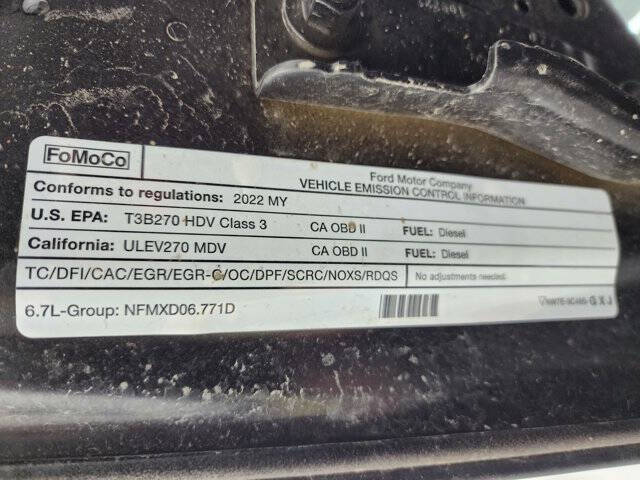 FoMoCo
Ford Motor Company
VEHICLE EMISSION CONTROL INFORMATION
Conforms to regulations: 2022 MY
U.S. EPA: T3B270 HDV Class 3 CA OBD II FUEL: Diesel
California: ULEV270 MDV CA OBD II FUEL: Diesel
TC/DFI/CAC/EGR/EGR-C/OC/DPF/SCRC/NOXS/RDQS No adjustments needed.
6.7L-Group: NFMXD06.771D
GXJ